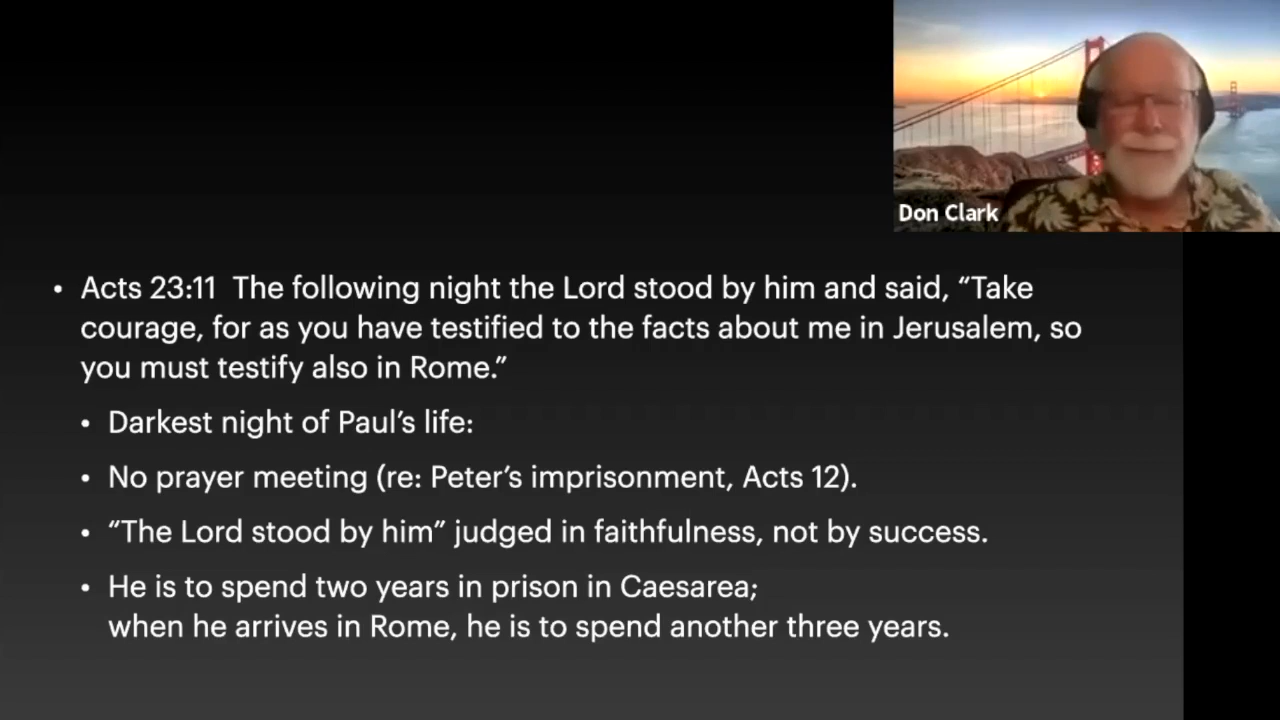 Don Clark
• Acts 23:11 The following night the Lord stood by him and said, “Take
courage, for as you have testified to the facts about me in Jerusalem, so
you must testify also in Rome.”
• Darkest night of Paul’s life:
• No prayer meeting (re: Peter’s imprisonment, Acts 12).
• “The Lord stood by him” judged in faithfulness, not by success.
• He is to spend two years in prison in Caesarea;
when he arrives in Rome, he is to spend another three years.